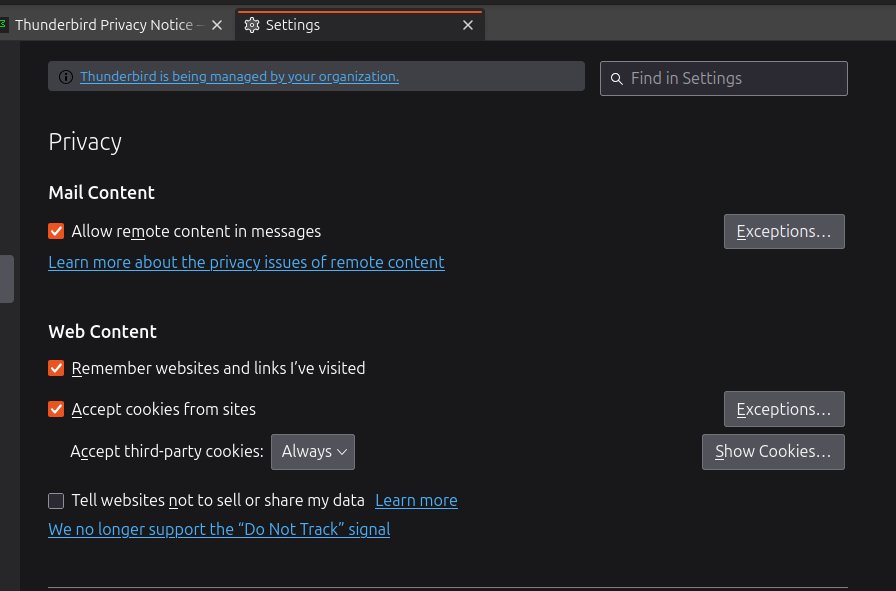 Thunderbird Privacy Notice –
Settings
Thunderbird is being managed by your organization.
Find in Settings
Privacy
Mail Content
Allow remote content in messages
Exceptions…
Learn more about the privacy issues of remote content
Web Content
Remember websites and links I’ve visited
Accept cookies from sites
Exceptions…
Accept third-party cookies:
Always
Show Cookies…
Tell websites not to sell or share my data
Learn more
We no longer support the “Do Not Track” signal